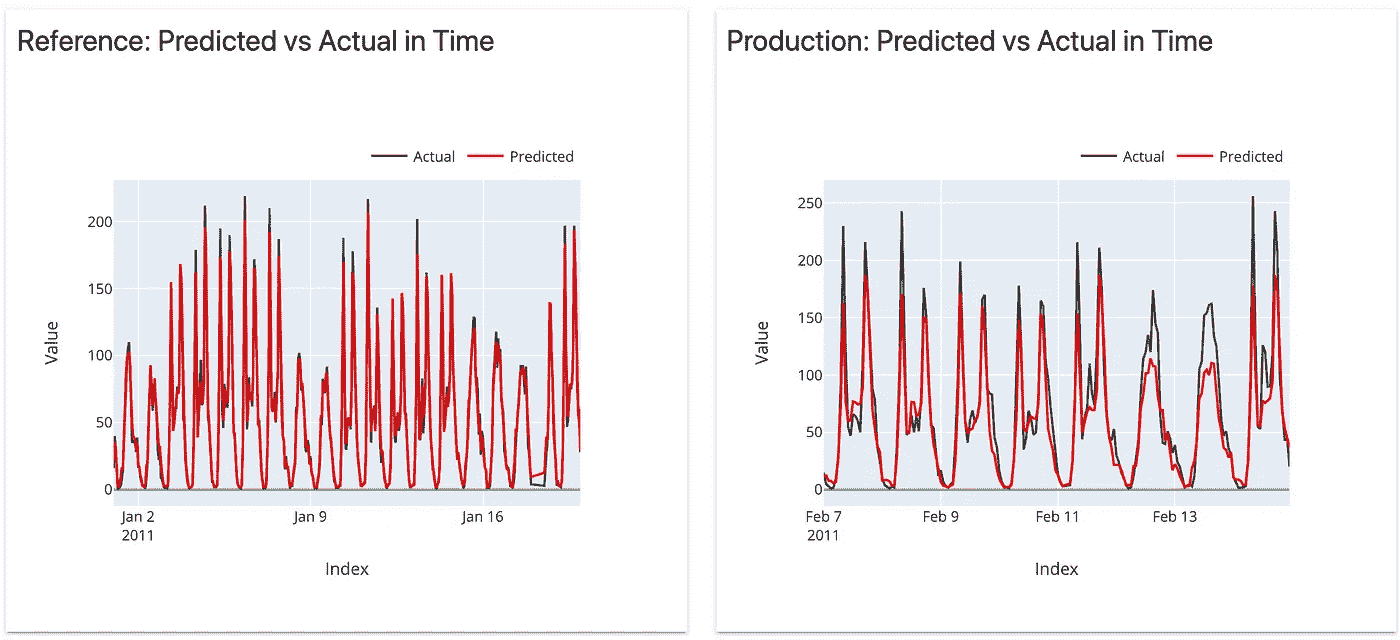 Reference: Predicted vs Actual in Time
Actual Predicted
200
150
100
50
0
Value
Jan 2 Jan 9 Jan 16
2011
Index
Production: Predicted vs Actual in Time
Actual Predicted
250
200
150
100
50
0
Value
Feb 7 Feb 9 Feb 11 Feb 13
2011
Index